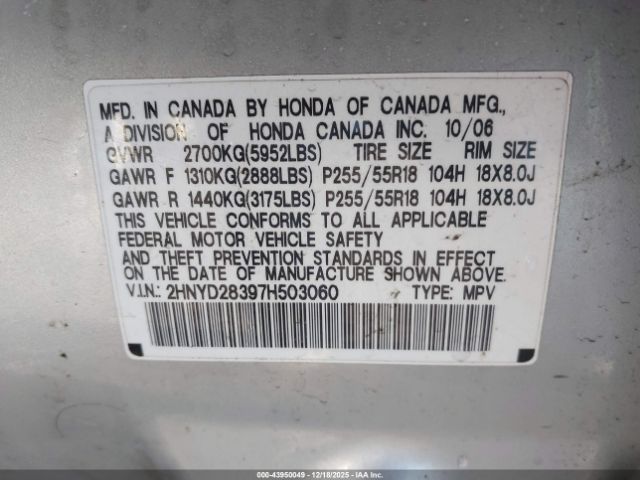 MFD. IN CANADA BY HONDA OF CANADA MFG.,
A DIVISION OF HONDA CANADA INC. 10/06
GVWR 2700KG(5952LBS) TIRE SIZE RIM SIZE
GAWR F 1310KG(2888LBS) P255/55R18 104H 18X8.0J
GAWR R 1440KG(3175LBS) P255/55R18 104H 18X8.0J
THIS VEHICLE CONFORMS TO ALL APPLICABLE
FEDERAL MOTOR VEHICLE SAFETY
AND THEFT PREVENTION STANDARDS IN EFFECT
ON THE DATE OF MANUFACTURE SHOWN ABOVE.
V.I.N.: 2HNYD28397H503060 TYPE: MPV
000-43950049 - 12/18/2025 - IAA Inc.